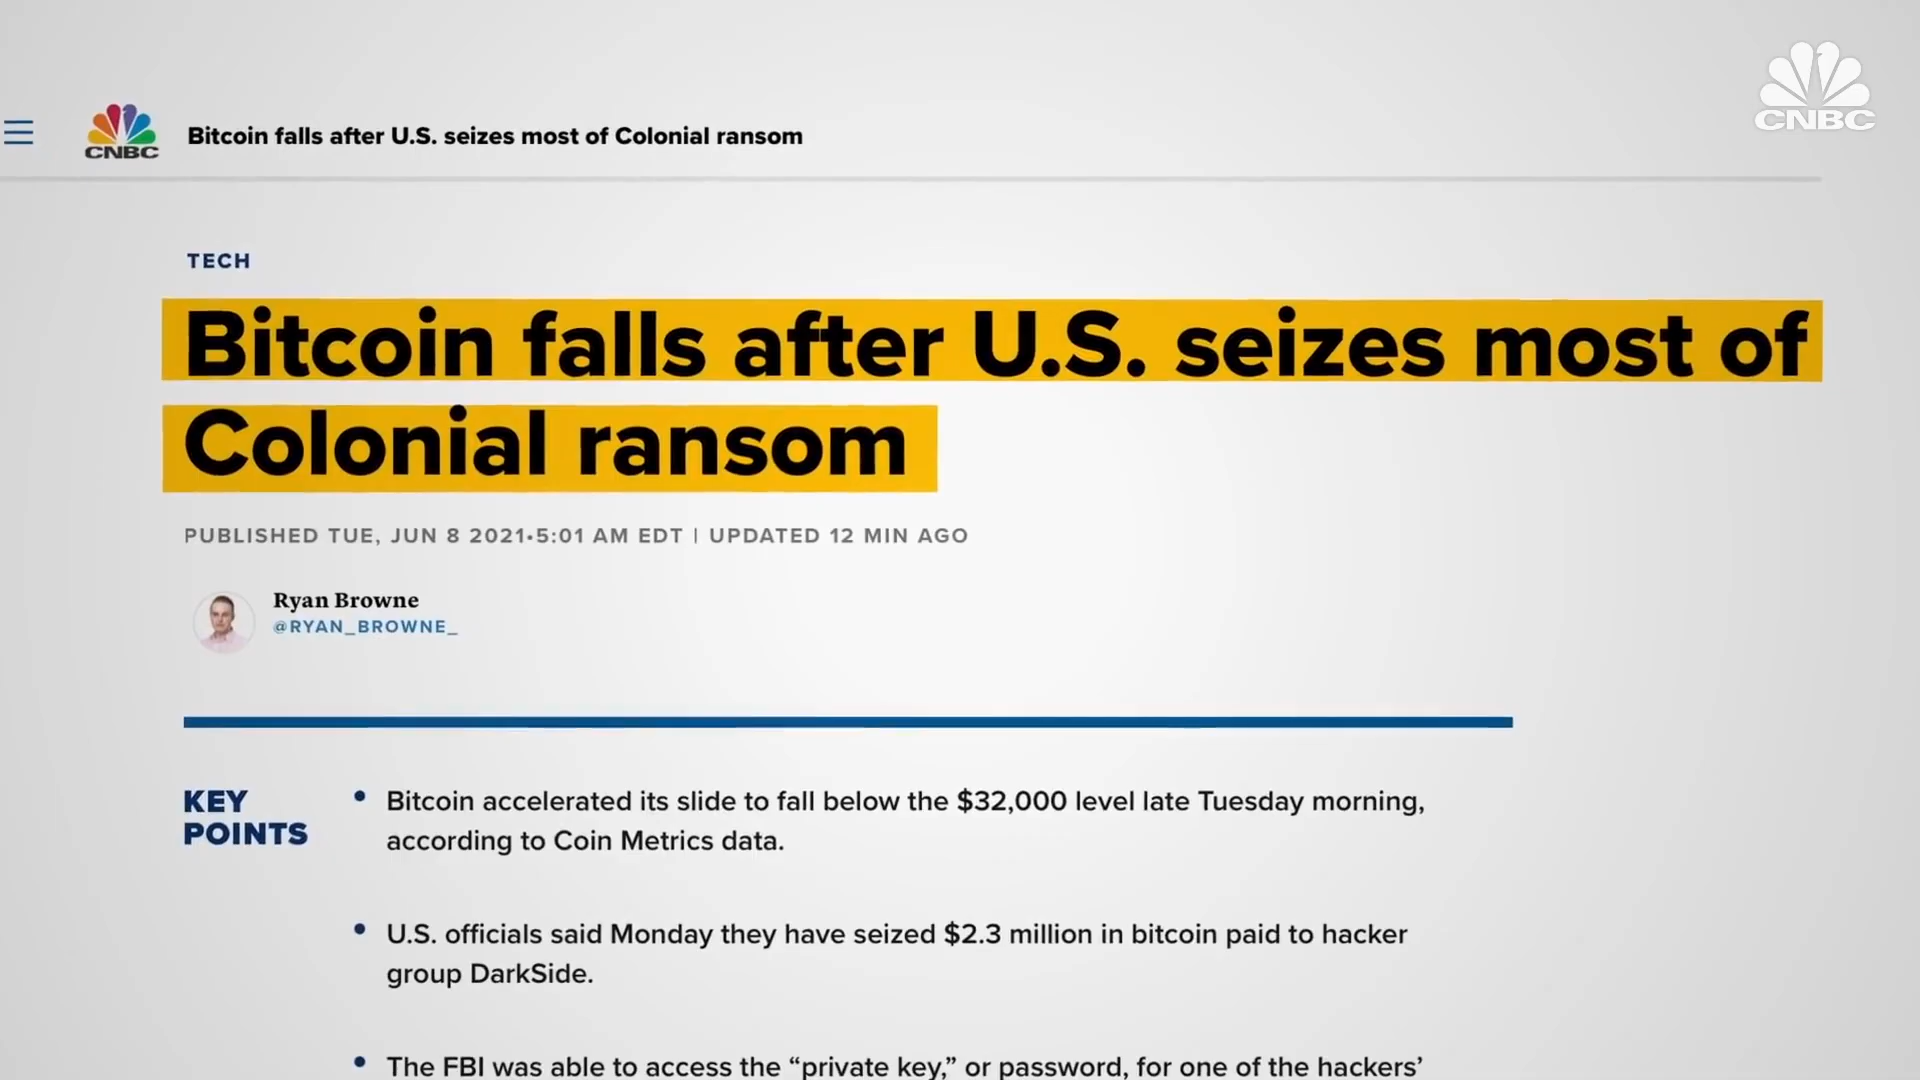 CNBC
CNBC
Bitcoin falls after U.S. seizes most of Colonial ransom
TECH
Bitcoin falls after U.S. seizes most of
Colonial ransom
PUBLISHED TUE, JUN 8 2021•5:01 AM EDT | UPDATED 12 MIN AGO
Ryan Browne
@RYAN_BROWNE_
KEY
POINTS
• Bitcoin accelerated its slide to fall below the $32,000 level late Tuesday morning,
according to Coin Metrics data.
• U.S. officials said Monday they have seized $2.3 million in bitcoin paid to hacker
group DarkSide.
• The FBI was able to access the “private key,” or password, for one of the hackers’